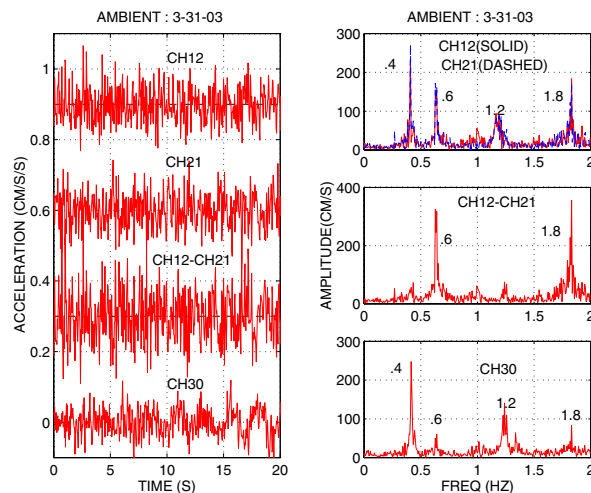 AMBIENT : 3-31-03
ACCELERATION (CM/S/S)
1
0.8
0.6
0.4
0.2
0
CH12
CH21
CH12-CH21
CH30
0 5 10 15 20
TIME (S)
AMBIENT : 3-31-03
AMPLITUDE(CM/S)
300
200
100
0
CH12(SOLID)
CH21(DASHED)
.4
.6
1.2
1.8
0 0.5 1 1.5 2
400
200
0
CH12-CH21
.6
1.8
0 0.5 1 1.5 2
300
200
100
0
CH30
.4
.6
1.2
1.8
0 0.5 1 1.5 2
FREQ (HZ)